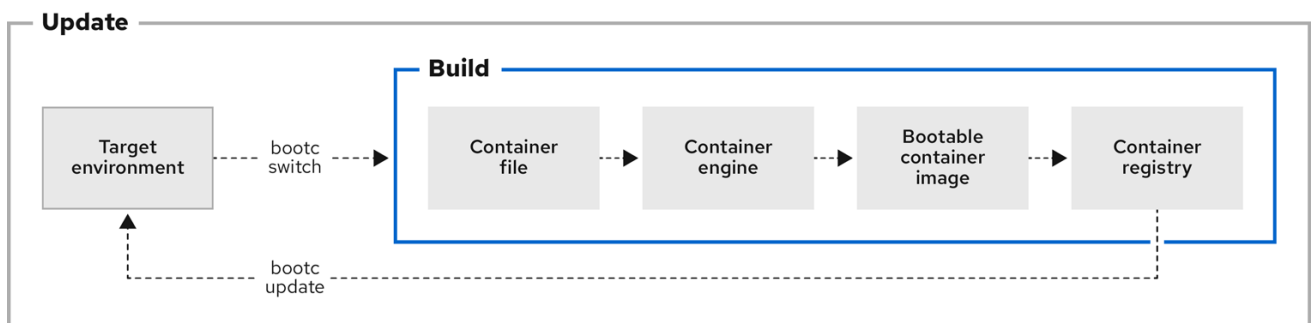 Update
Build
Target
environment
bootc
switch
Container
file
Container
engine
Bootable
container
image
Container
registry
bootc
update